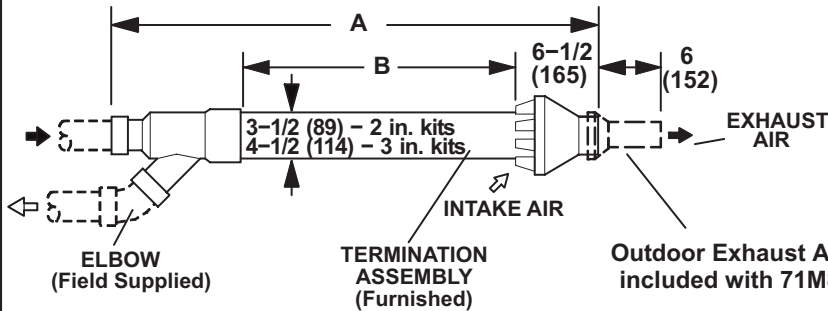 A
B
6−1/2
(165)
6
(152)
3−1/2 (89) − 2 in. kits
4−1/2 (114) − 3 in. kits
EXHAUST
AIR
INTAKE AIR
ELBOW
(Field Supplied)
TERMINATION
ASSEMBLY
(Furnished)
Outdoor Exhaust
included with